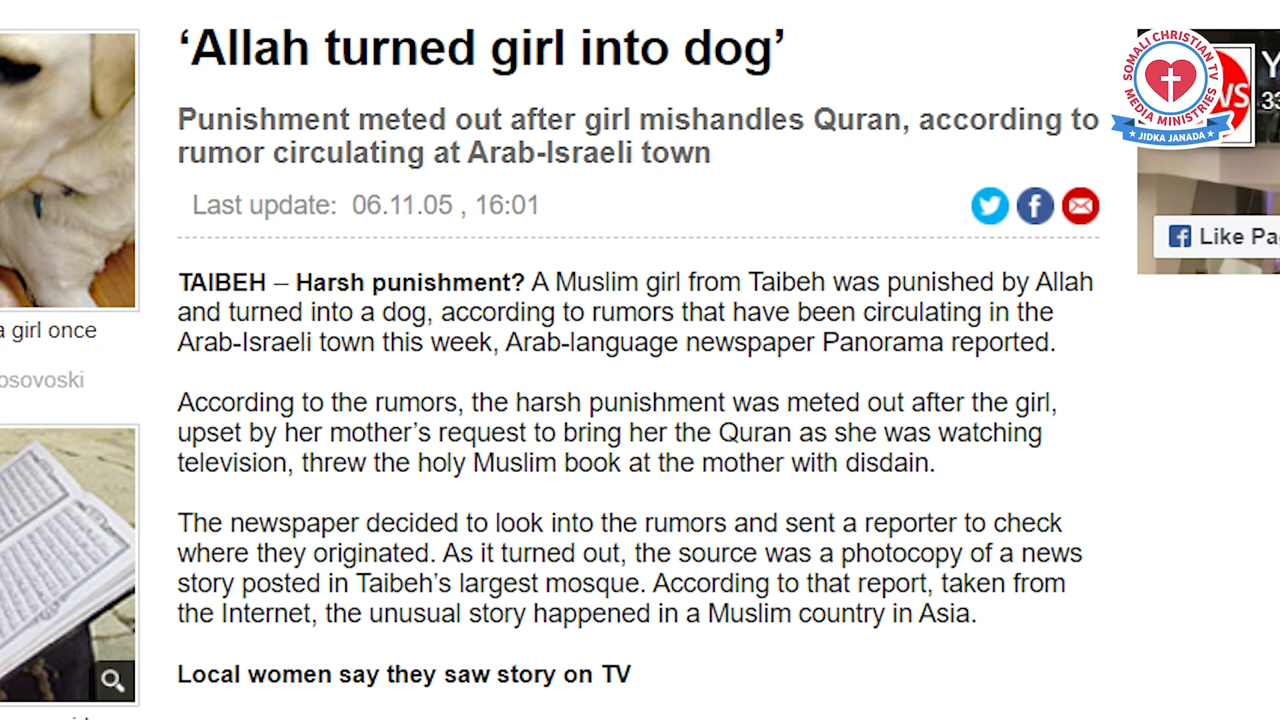 ‘Allah turned girl into dog’
Punishment meted out after girl mishandles Quran, according to
rumor circulating at Arab-Israeli town
Last update: 06.11.05 , 16:01
TAIBEH – Harsh punishment? A Muslim girl from Taibeh was punished by Allah
and turned into a dog, according to rumors that have been circulating in the
Arab-Israeli town this week, Arab-language newspaper Panorama reported.
According to the rumors, the harsh punishment was meted out after the girl,
upset by her mother’s request to bring her the Quran as she was watching
television, threw the holy Muslim book at the mother with disdain.
The newspaper decided to look into the rumors and sent a reporter to check
where they originated. As it turned out, the source was a photocopy of a news
story posted in Taibeh’s largest mosque. According to that report, taken from
the Internet, the unusual story happened in a Muslim country in Asia.
Local women say they saw story on TV
a girl once
osovoski
SOMALI CHRISTIAN TV
MEDIA MINISTRIES
JIDKA JANADA
WS
Y
33
Like Pa